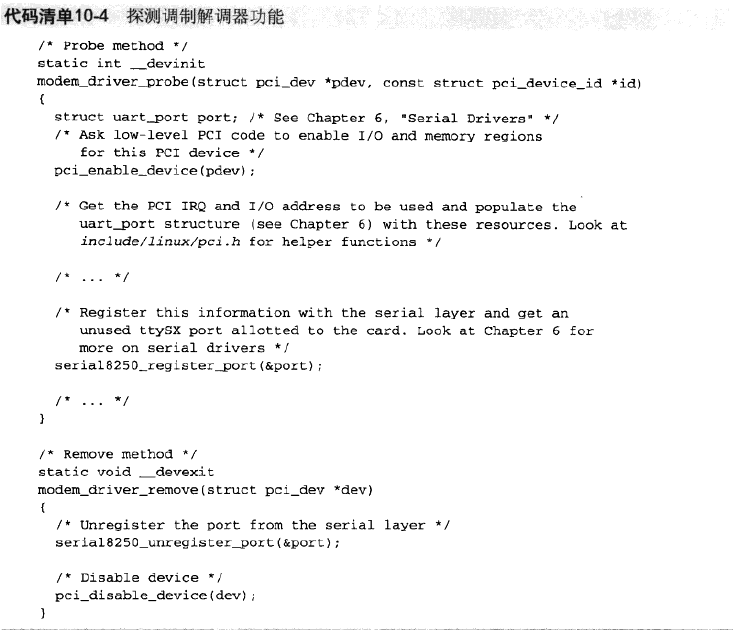 代码清单10-4 探测调制解调器功能
/* Probe method */
static int __devinit
modem_driver_probe(struct pci_dev *pdev, const struct pci_device_id *id)
{
struct uart_port port; /* See Chapter 6, "Serial Drivers" */
/* Ask low-level PCI code to enable I/O and memory regions
for this PCI device */
pci_enable_device(pdev);
/* Get the PCI IRQ and I/O address to be used and populate the
uart_port structure (see Chapter 6) with these resources. Look at
include/linux/pci.h for helper functions */
/* ... */
/* Register this information with the serial layer and get an
unused ttySX port allotted to the card. Look at Chapter 6 for
more on serial drivers */
serial8250_register_port(&port);
/* ... */
}
/* Remove method */
static void __devexit
modem_driver_remove(struct pci_dev *dev)
{
/* Unregister the port from the serial layer */
serial8250_unregister_port(&port);
/* Disable device */
pci_disable_device(dev);
}